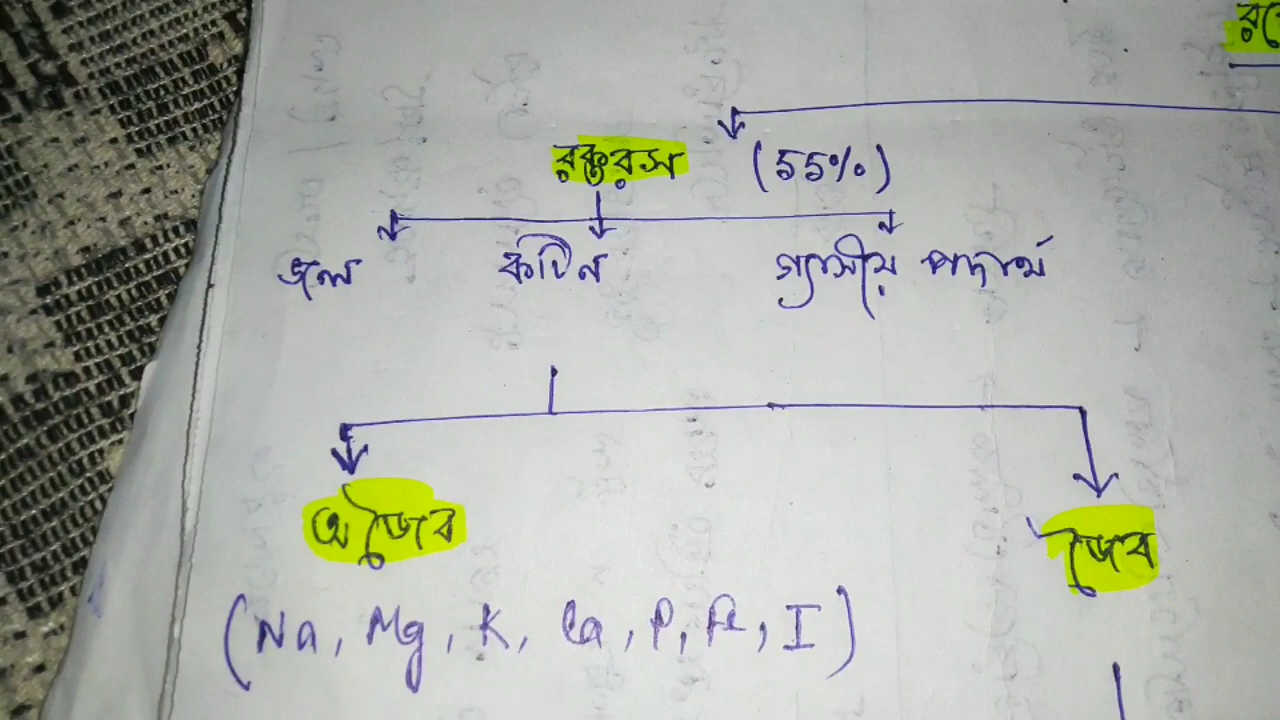 রক্তরস (55%)
জল কঠিন গ্যাসীয় পদার্থ
অজৈব জৈব
(Na, Mg, K, Ca, P, Fe, I)